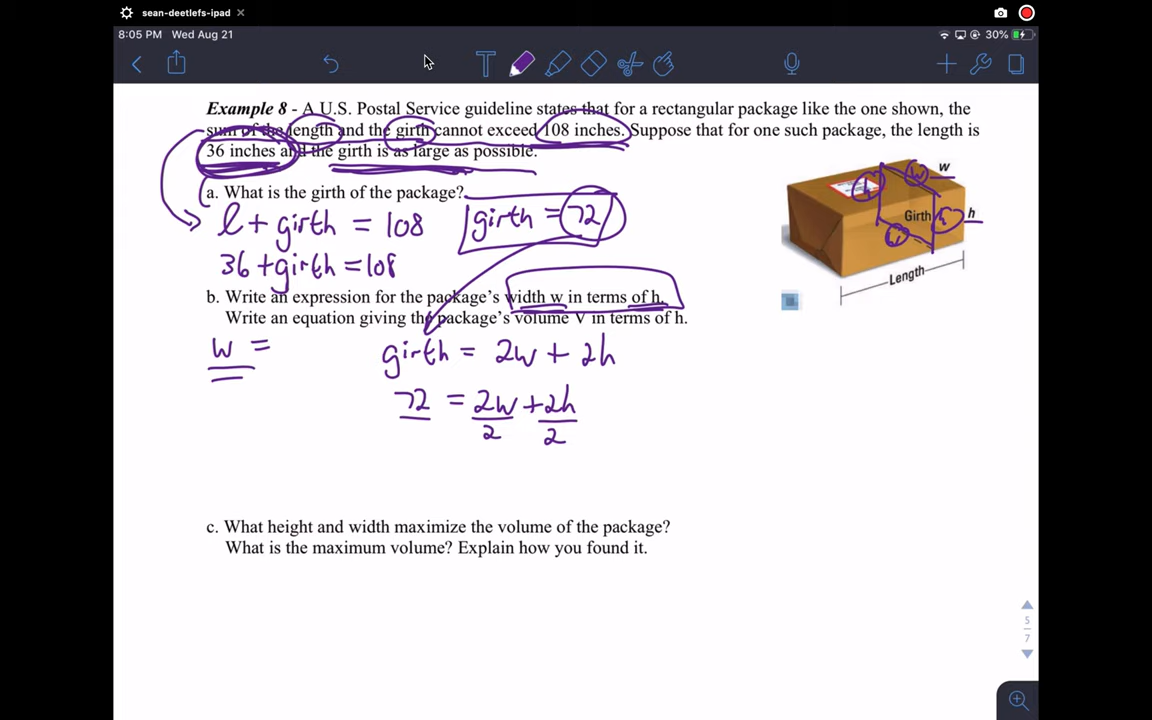 sean-deetlefs-ipad
8:05 PM Wed Aug 21
30%
Example 8 - A U.S. Postal Service guideline states that for a rectangular package like the one shown, the
sum of the length and the girth cannot exceed 108 inches. Suppose that for one such package, the length is
36 inches and the girth is as large as possible.
a. What is the girth of the package?
l + girth = 108 girth = 72
36 + girth = 108
w
h
w
Girth h h
w
Length
b. Write an expression for the package's width w in terms of h.
Write an equation giving the package's volume V in terms of h.
w = girth = 2w + 2h
72 = 2w + 2h
2 2
c. What height and width maximize the volume of the package?
What is the maximum volume? Explain how you found it.
5
7